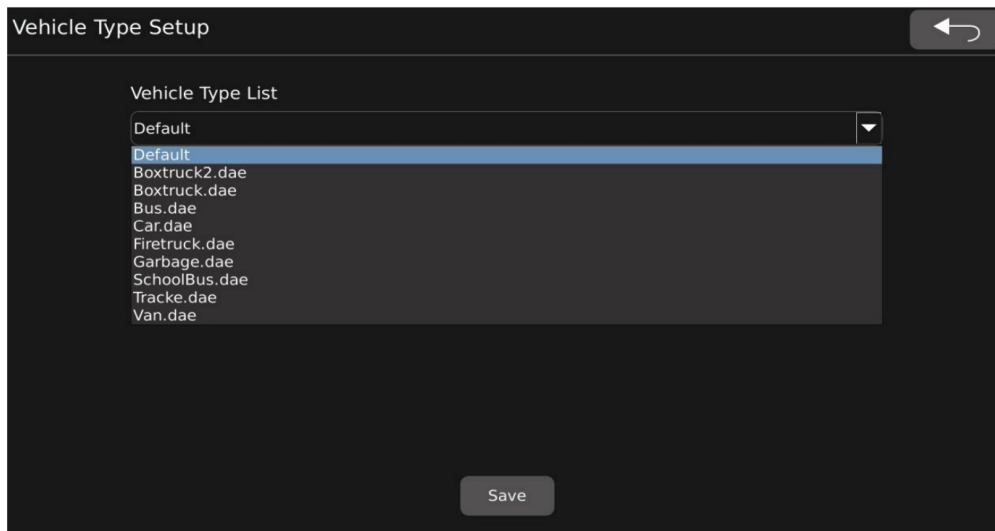 Vehicle Type Setup
Vehicle Type List
Default
Default
Boxtruck2.dae
Boxtruck.dae
Bus.dae
Car.dae
Firetruck.dae
Garbage.dae
SchoolBus.dae
Tracke.dae
Van.dae
Save